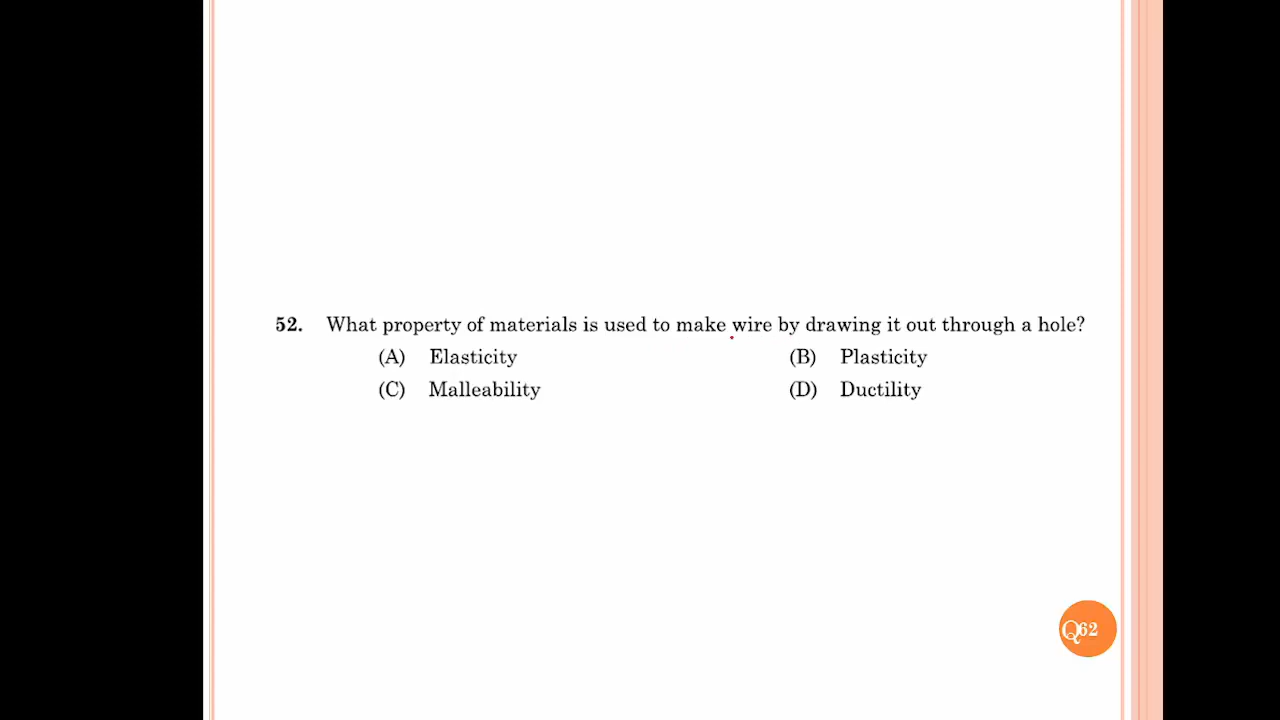 52. What property of materials is used to make wire by drawing it out through a hole?
(A) Elasticity (B) Plasticity
(C) Malleability (D) Ductility
Q62